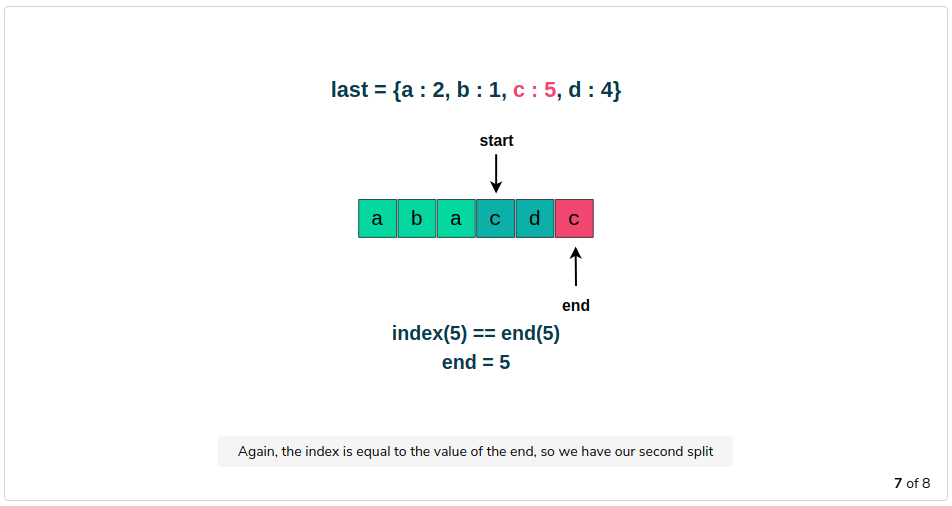 last = {a : 2, b : 1, c : 5, d : 4}
start
a b a c d c
end
index(5) == end(5)
end = 5
Again, the index is equal to the value of the end, so we have our second split
7 of 8